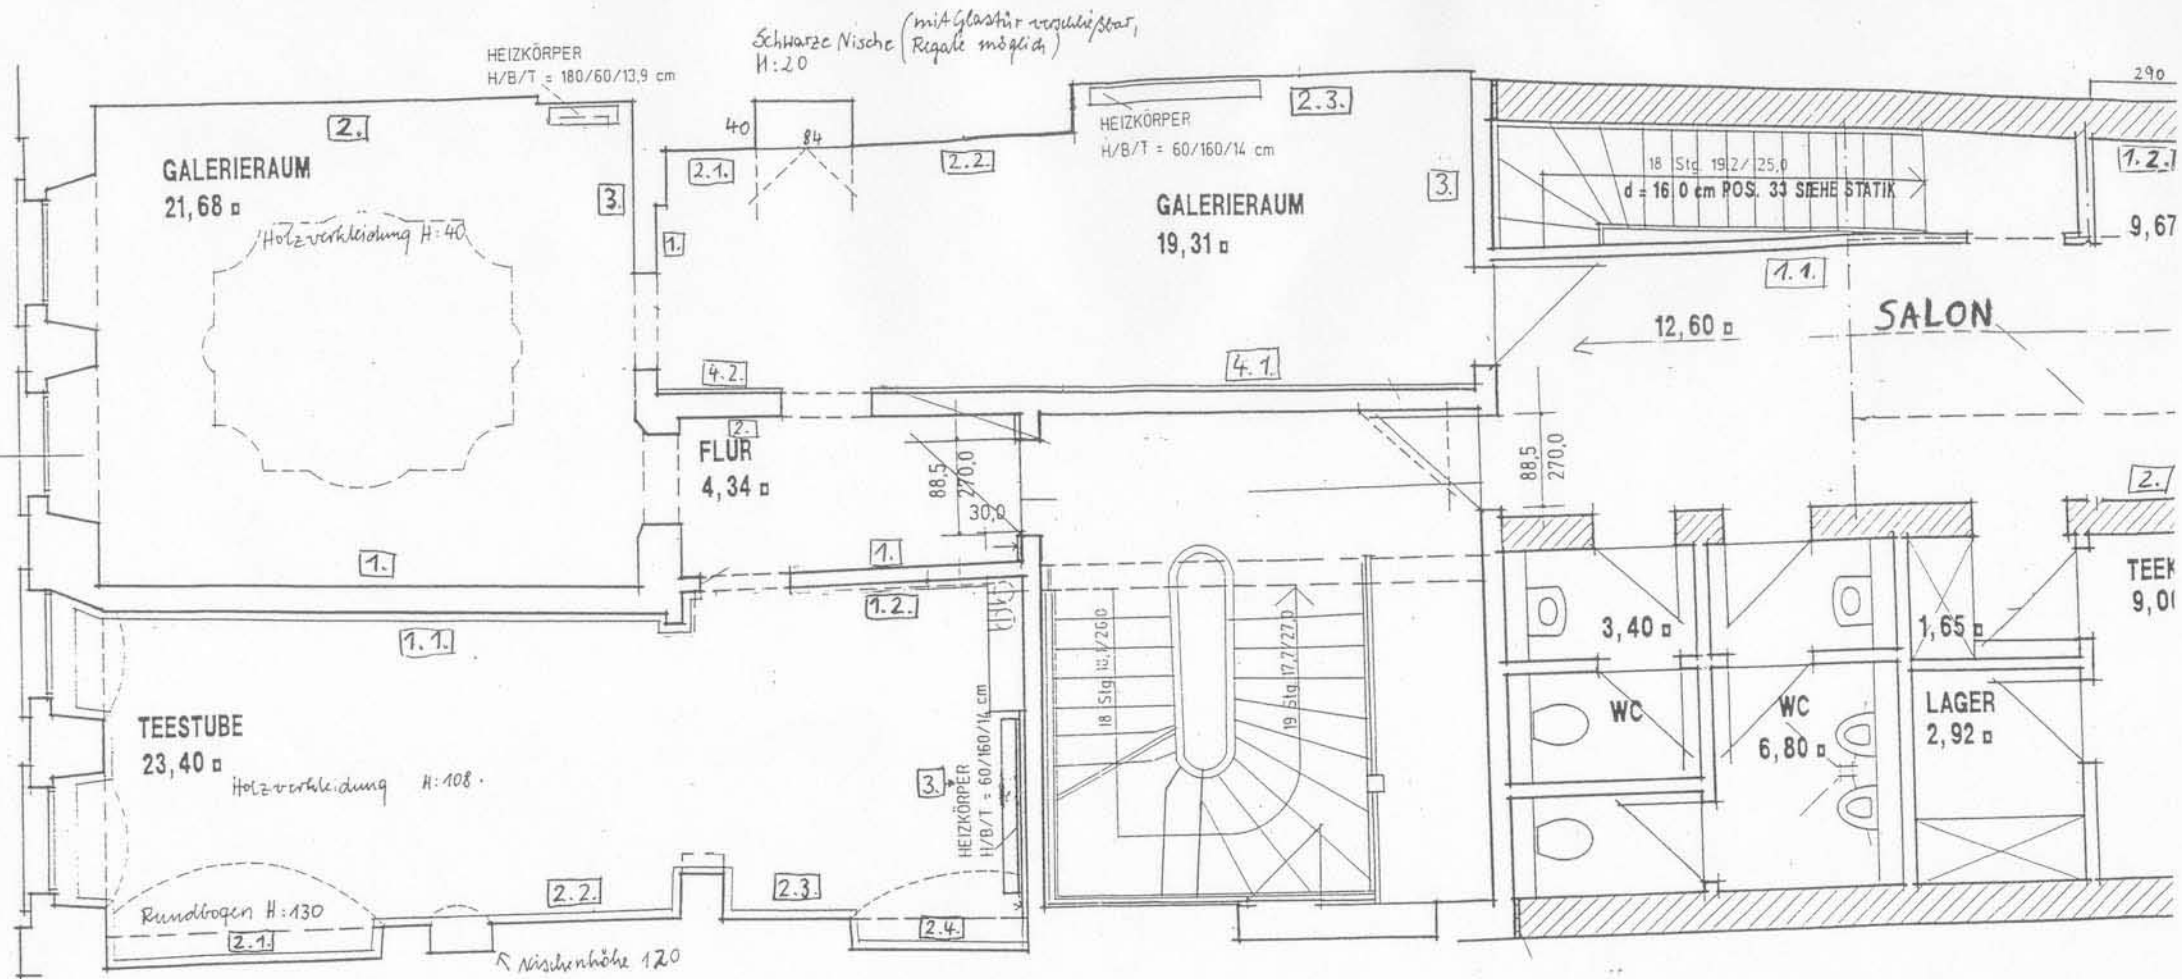 HEIZKÖRPER
H/B/T = 180/60/13,9 cm
Schwarze Nische (mit Glastür verschließbar,
Regale möglich)
H:20
290
2.
40
84
2.1.
2.2.
HEIZKÖRPER
H/B/T = 60/160/14 cm
2.3.
GALERIERAUM
21,68 ▫
3.
Holzverkleidung H:40
1.
GALERIERAUM
19,31 ▫
3.
18 Stg. 19,2/25,0
d = 16,0 cm POS. 33 SIEHE STATIK
1.2.
9,67
1.1.
12,60 ▫
SALON
4.2.
4.1.
2.
FLUR
4,34 ▫
88,5
270,0
30,0
88,5
270,0
2.
1.
1.
1.1.
1.2.
18 Stg.
19 Stg. 17,7/27,0
3,40 ▫
1,65 ▫
TEEK
9,0
TEESTUBE
23,40 ▫
Holzverkleidung H:108.
3.
HEIZKÖRPER
H/B/T = 60/160/14 cm
WC
WC
6,80 ▫
LAGER
2,92 ▫
Rundbogen H:130
2.1.
2.2.
2.3.
2.4.
Nischenhöhe 120